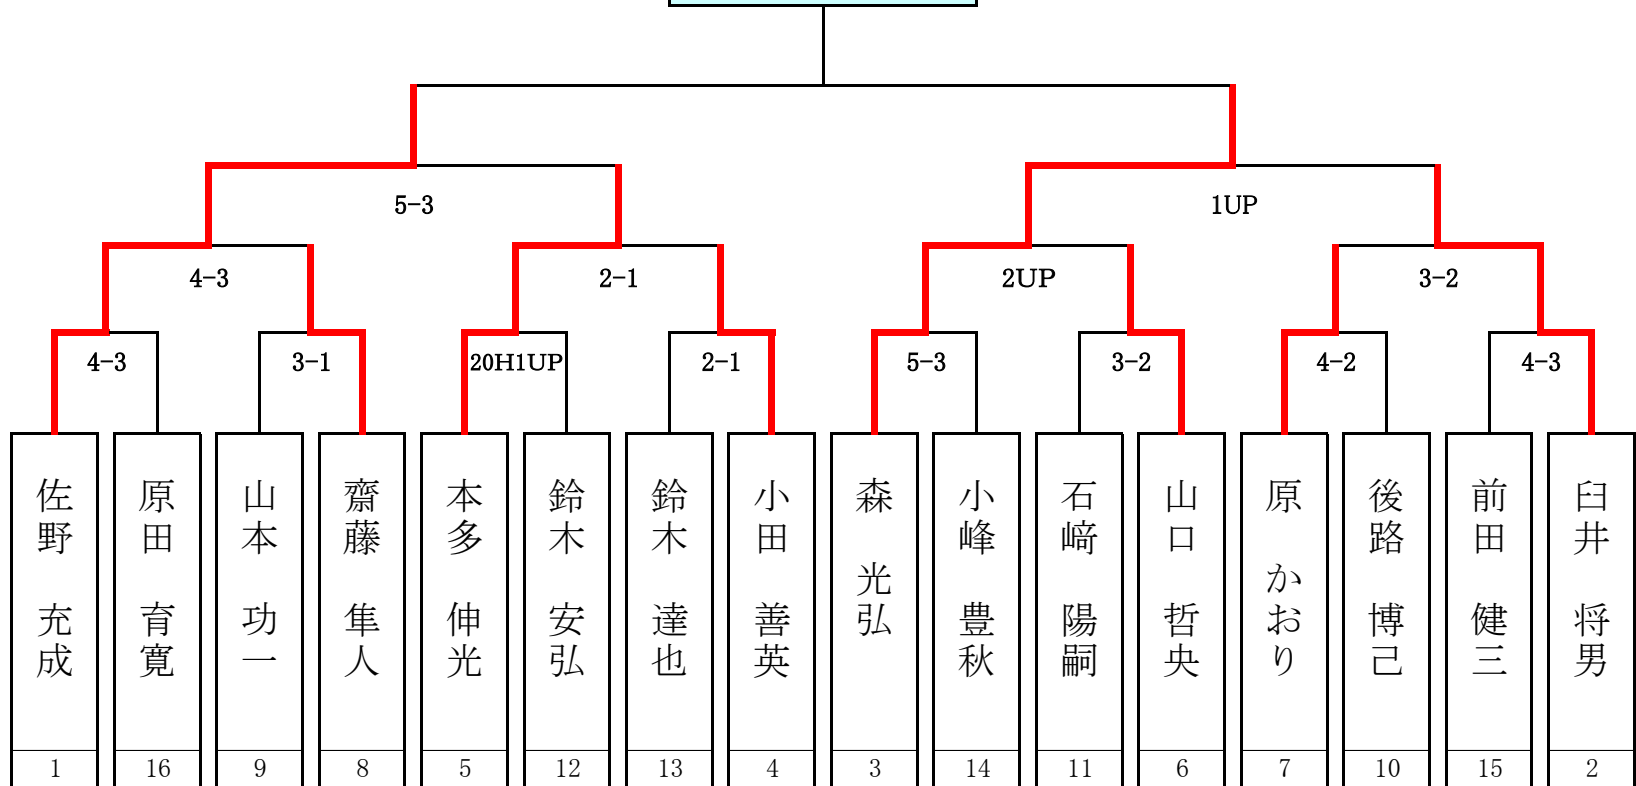 5-3
1UP
4-3
2-1
2UP
3-2
4-3
3-1
20H1UP
2-1
5-3
3-2
4-2
4-3
佐野 充成
原田 育寛
山本 功一
齋藤 隼人
本多 伸光
鈴木 安弘
鈴木 達也
小田 善英
森 光弘
小峰 豊秋
石﨑 陽嗣
山口 哲央
原 かおり
後路 博己
前田 健三
臼井 将男
1
16
9
8
5
12
13
4
3
14
11
6
7
10
15
2